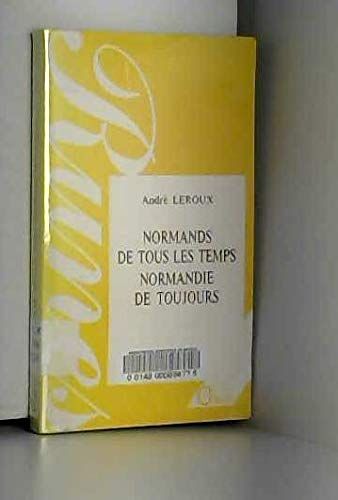 André LEROUX
NORMANDS
DE TOUS LES TEMPS
NORMANDIE
DE TOUJOURS